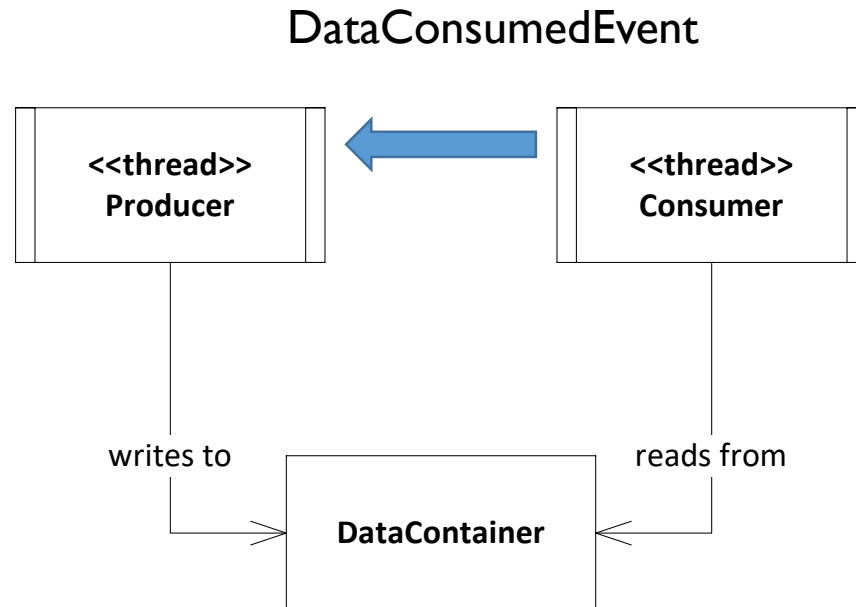 DataConsumedEvent
<<thread>>
Producer
<<thread>>
Consumer
writes to
reads from
DataContainer